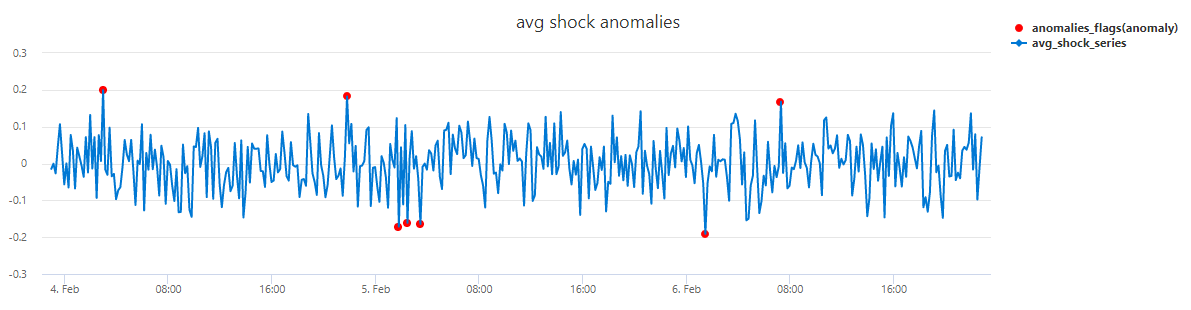 avg shock anomalies
anomalies_flags(anomaly)
avg_shock_series
0.3
0.2
0.1
0
-0.1
-0.2
-0.3
4. Feb 08:00 16:00 5. Feb 08:00 16:00 6. Feb 08:00 16:00